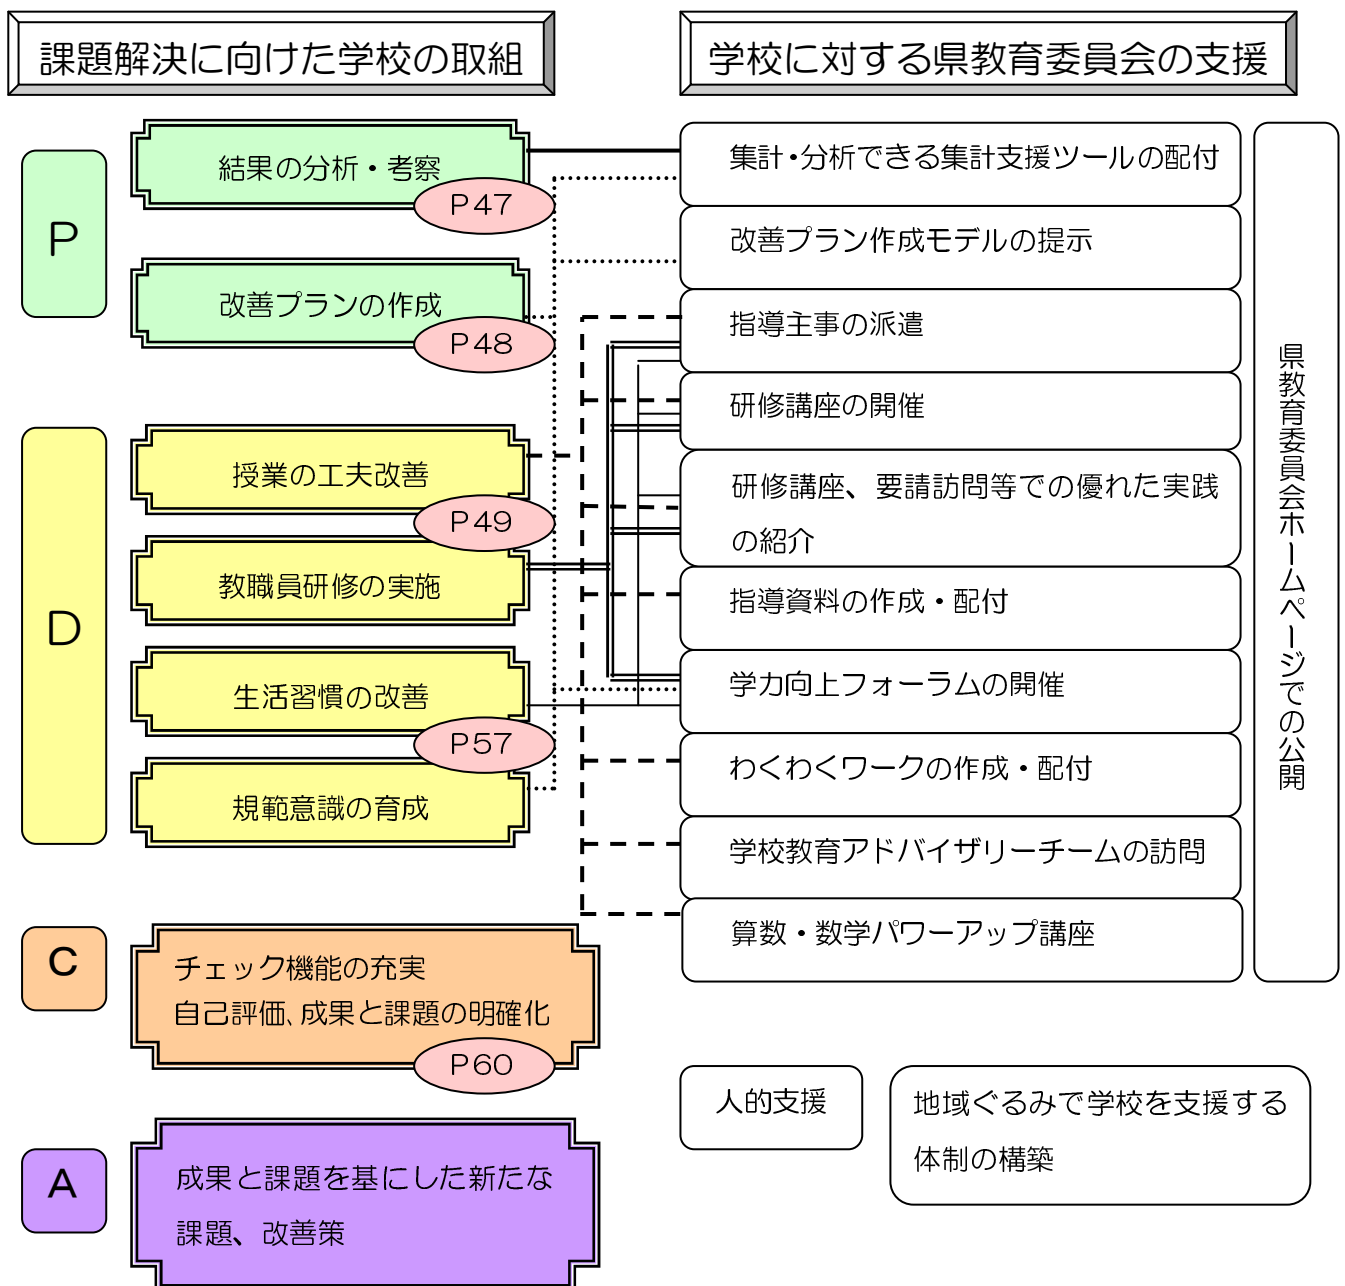 課題解決に向けた学校の取組
学校に対する県教育委員会の支援
P
結果の分析・考察
P47
改善プランの作成
P48
D
授業の工夫改善
P49
教職員研修の実施
生活習慣の改善
P57
規範意識の育成
C
チェック機能の充実
自己評価、成果と課題の明確化
P60
A
成果と課題を基にした新たな
課題、改善策
集計・分析できる集計支援ツールの配付
改善プラン作成モデルの提示
指導主事の派遣
研修講座の開催
研修講座、要請訪問等での優れた実践
の紹介
指導資料の作成・配付
学力向上フォーラムの開催
わくわくワークの作成・配付
学校教育アドバイザリーチームの訪問
算数・数学パワーアップ講座
県教育委員会ホームページでの公開
人的支援
地域ぐるみで学校を支援する
体制の構築